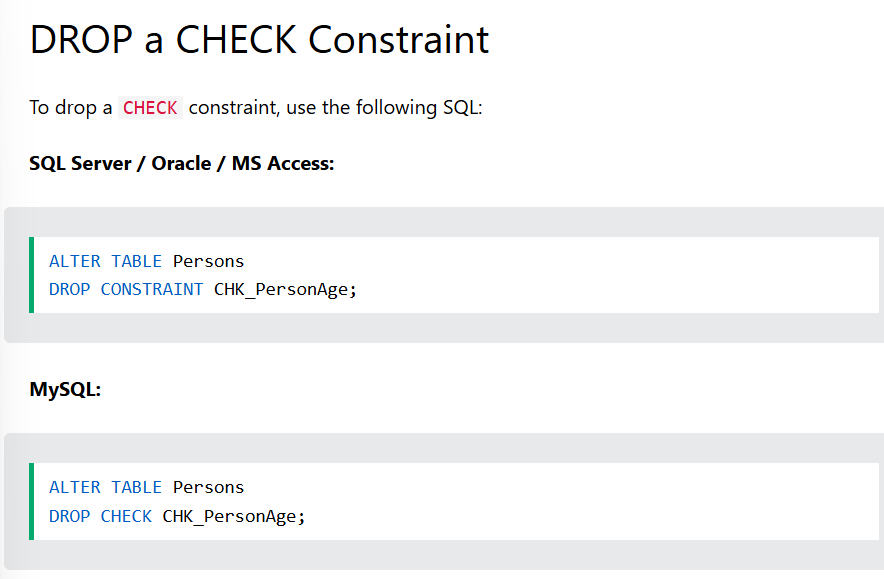 DROP a CHECK Constraint
To drop a CHECK constraint, use the following SQL:
SQL Server / Oracle / MS Access:
ALTER TABLE Persons
DROP CONSTRAINT CHK_PersonAge;
MySQL:
ALTER TABLE Persons
DROP CHECK CHK_PersonAge;